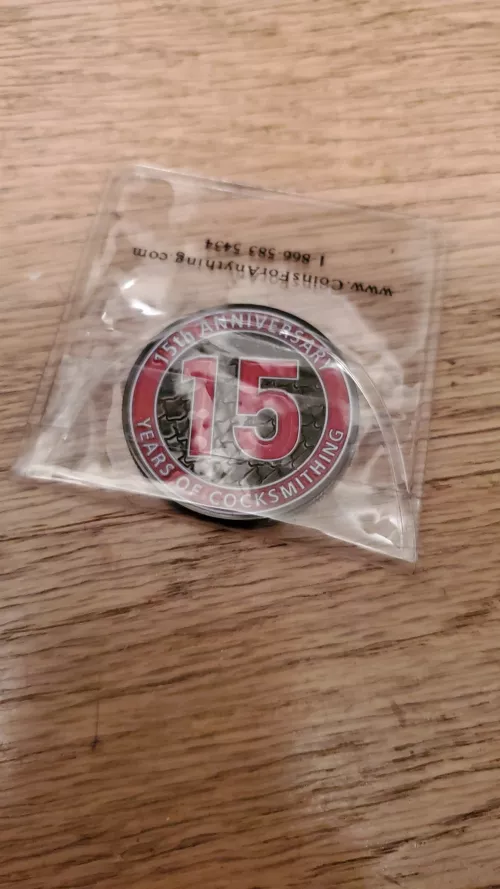 www.CoinsForAnything.com
1 866 583 5434
15th ANNIVERSARY
15
YEARS OF COCKSMITHING